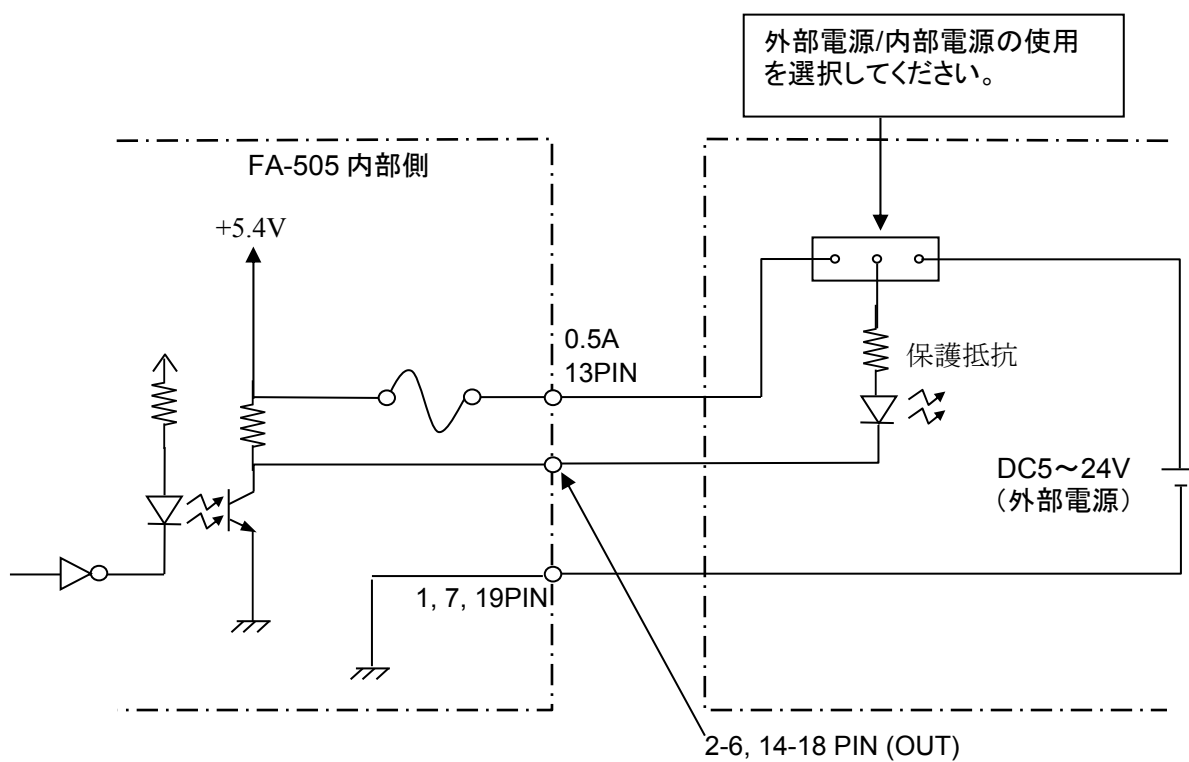 外部電源/内部電源の使用
を選択してください。
FA-505 内部側
+5.4V
0.5A
13PIN
保護抵抗
DC5～24V
（外部電源）
1, 7, 19PIN
2-6, 14-18 PIN (OUT)